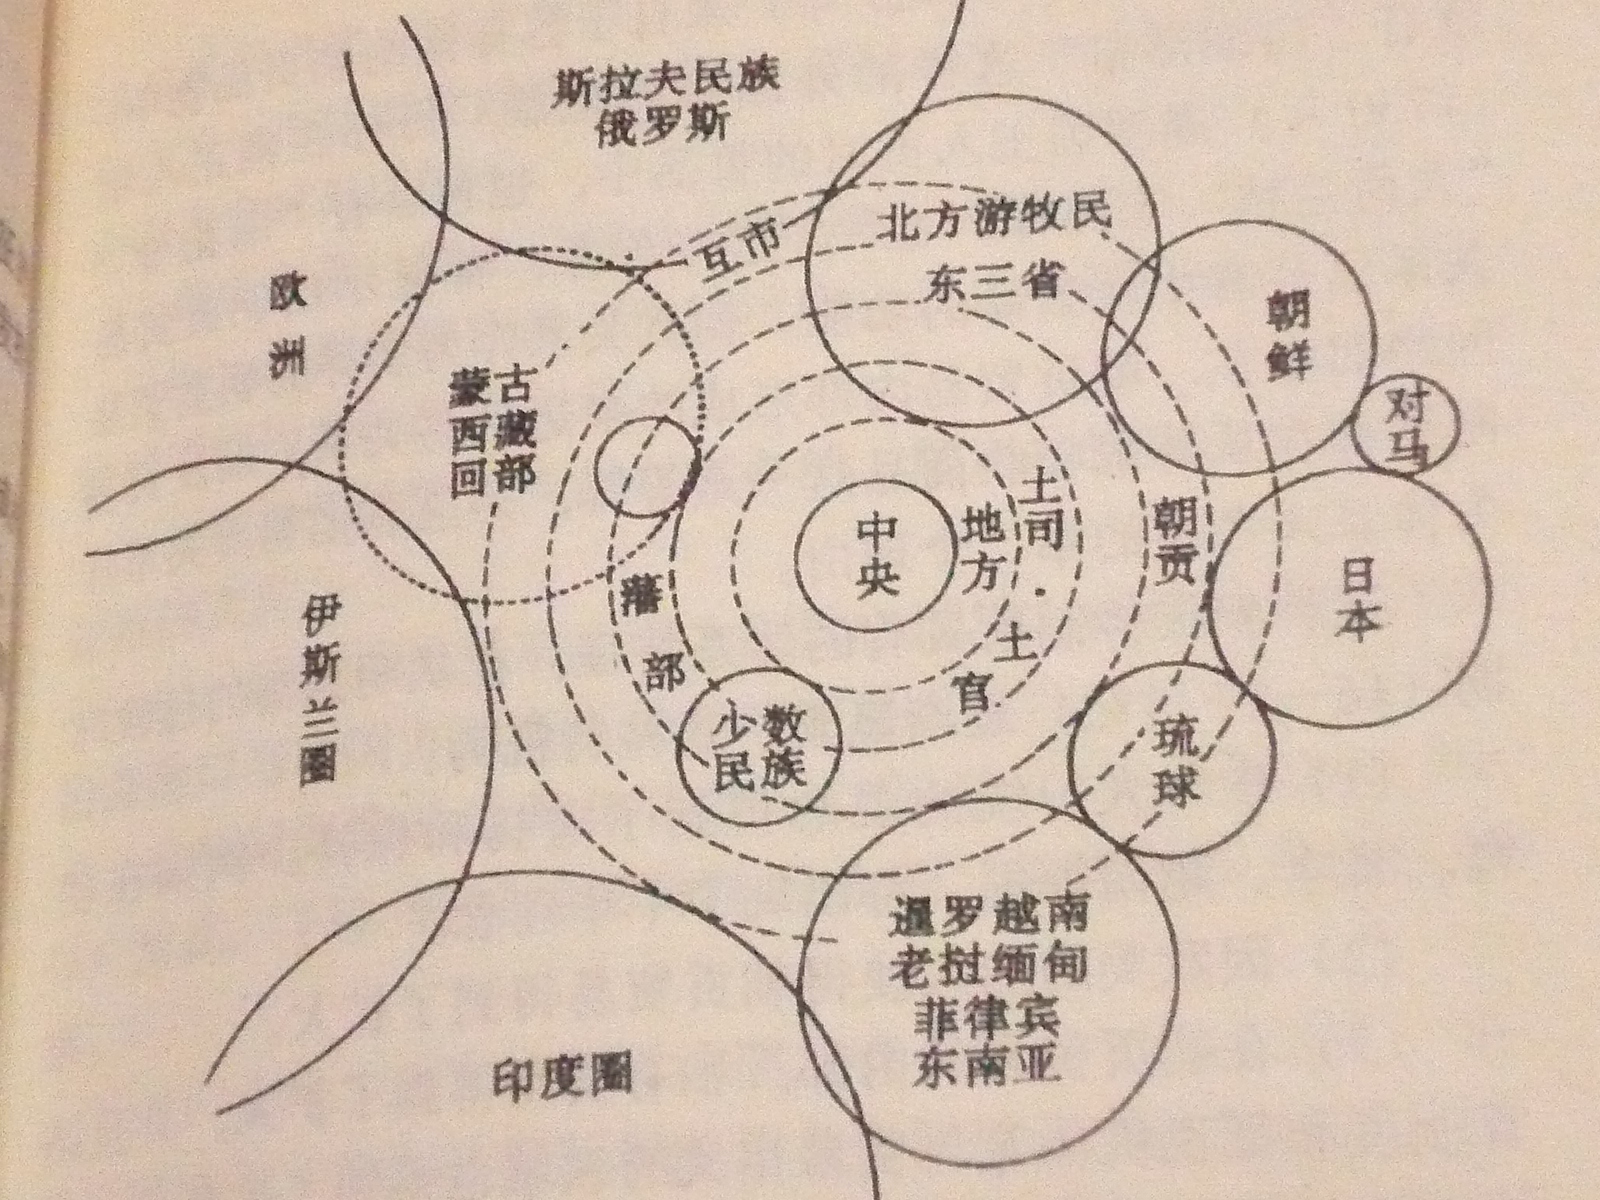 斯拉夫民族
俄罗斯
互市
北方游牧民
东三省
欧洲
蒙古
西藏
回部
朝鲜
对马
中央
地方
土司·土官
朝贡
日本
藩部
少数
民族
琉球
伊斯兰圈
暹罗越南
老挝缅甸
菲律宾
东南亚
印度圈